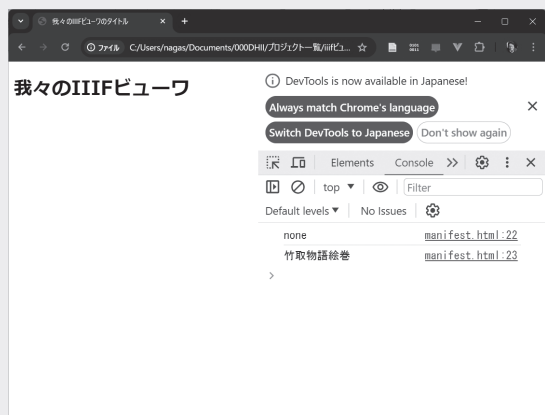 我々のIIIFビューワのタイトル
ファイル C:/Users/nagas/Documents/000DHII/プロジェクト一覧/iiifビュ...
我々のIIIFビューワ
DevTools is now available in Japanese!
Always match Chrome's language
Switch DevTools to Japanese Don't show again
Elements Console
top Filter
Default levels No Issues
none manifest.html:22
竹取物語絵巻 manifest.html:23